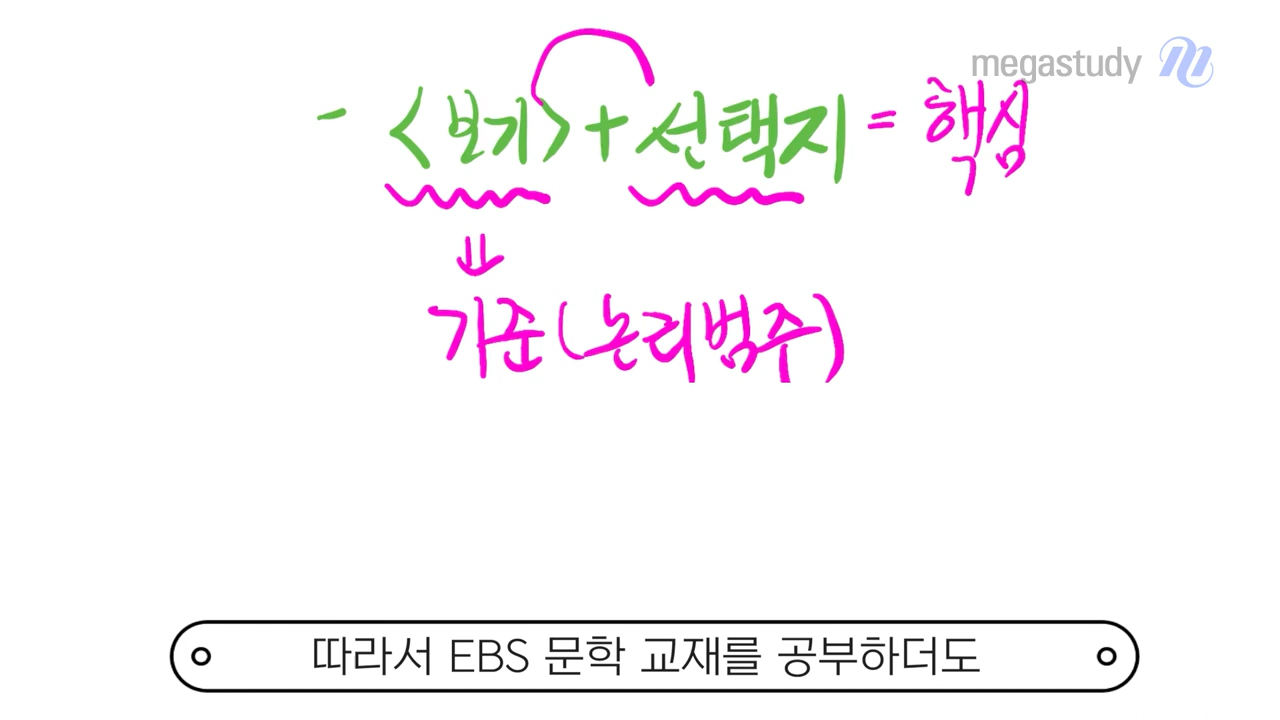 megastudy
- <보기> + 선택지 = 핵심
⇓
기준(논리범주)
따라서 EBS 문학 교재를 공부하더도